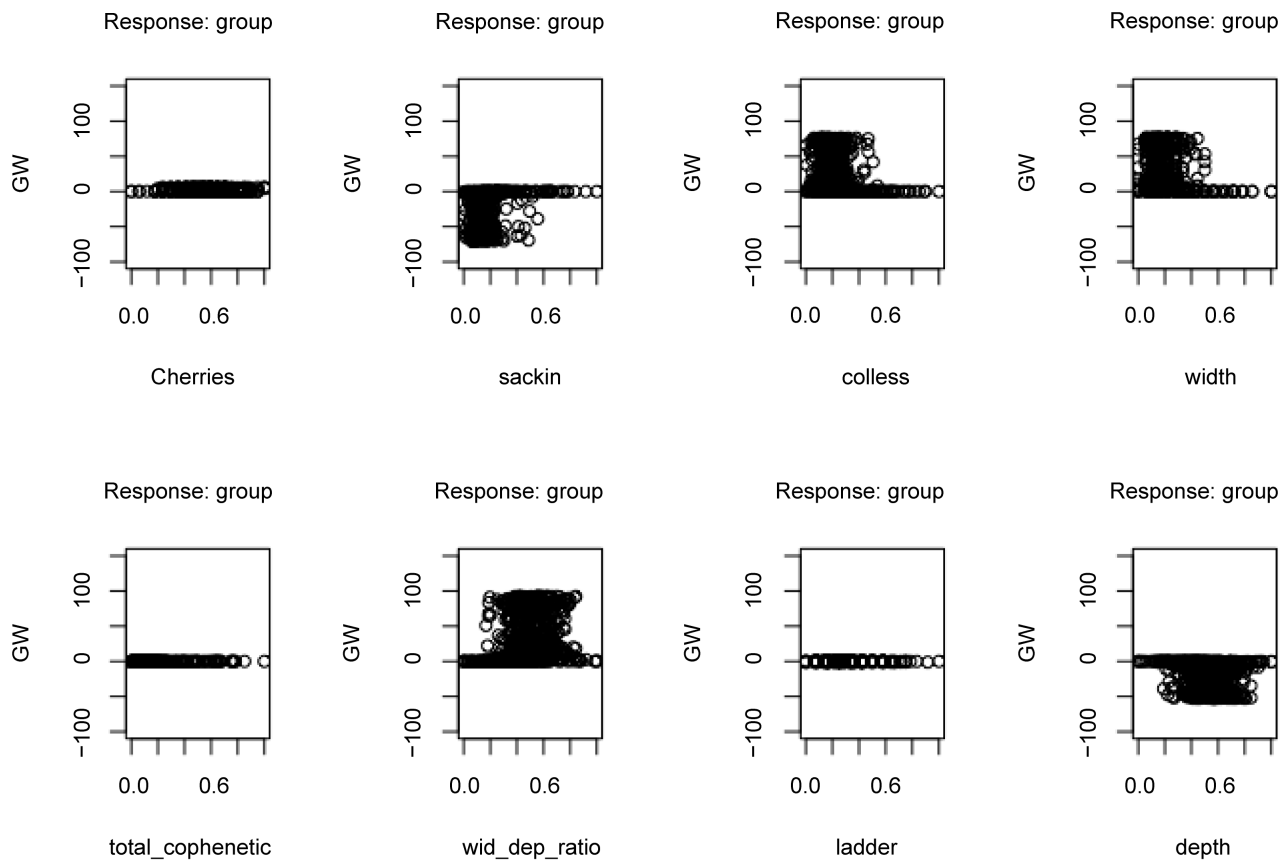 Response: group
Response: group
Response: group
Response: group
GW
100
0
-100
0.0 0.6
Cherries
GW
100
0
-100
0.0 0.6
sackin
GW
100
0
-100
0.0 0.6
colless
GW
100
0
-100
0.0 0.6
width
Response: group
Response: group
Response: group
Response: group
GW
100
0
-100
0.0 0.6
total_cophenetic
GW
100
0
-100
0.0 0.6
wid_dep_ratio
GW
100
0
-100
0.0 0.6
ladder
GW
100
0
-100
0.0 0.6
depth